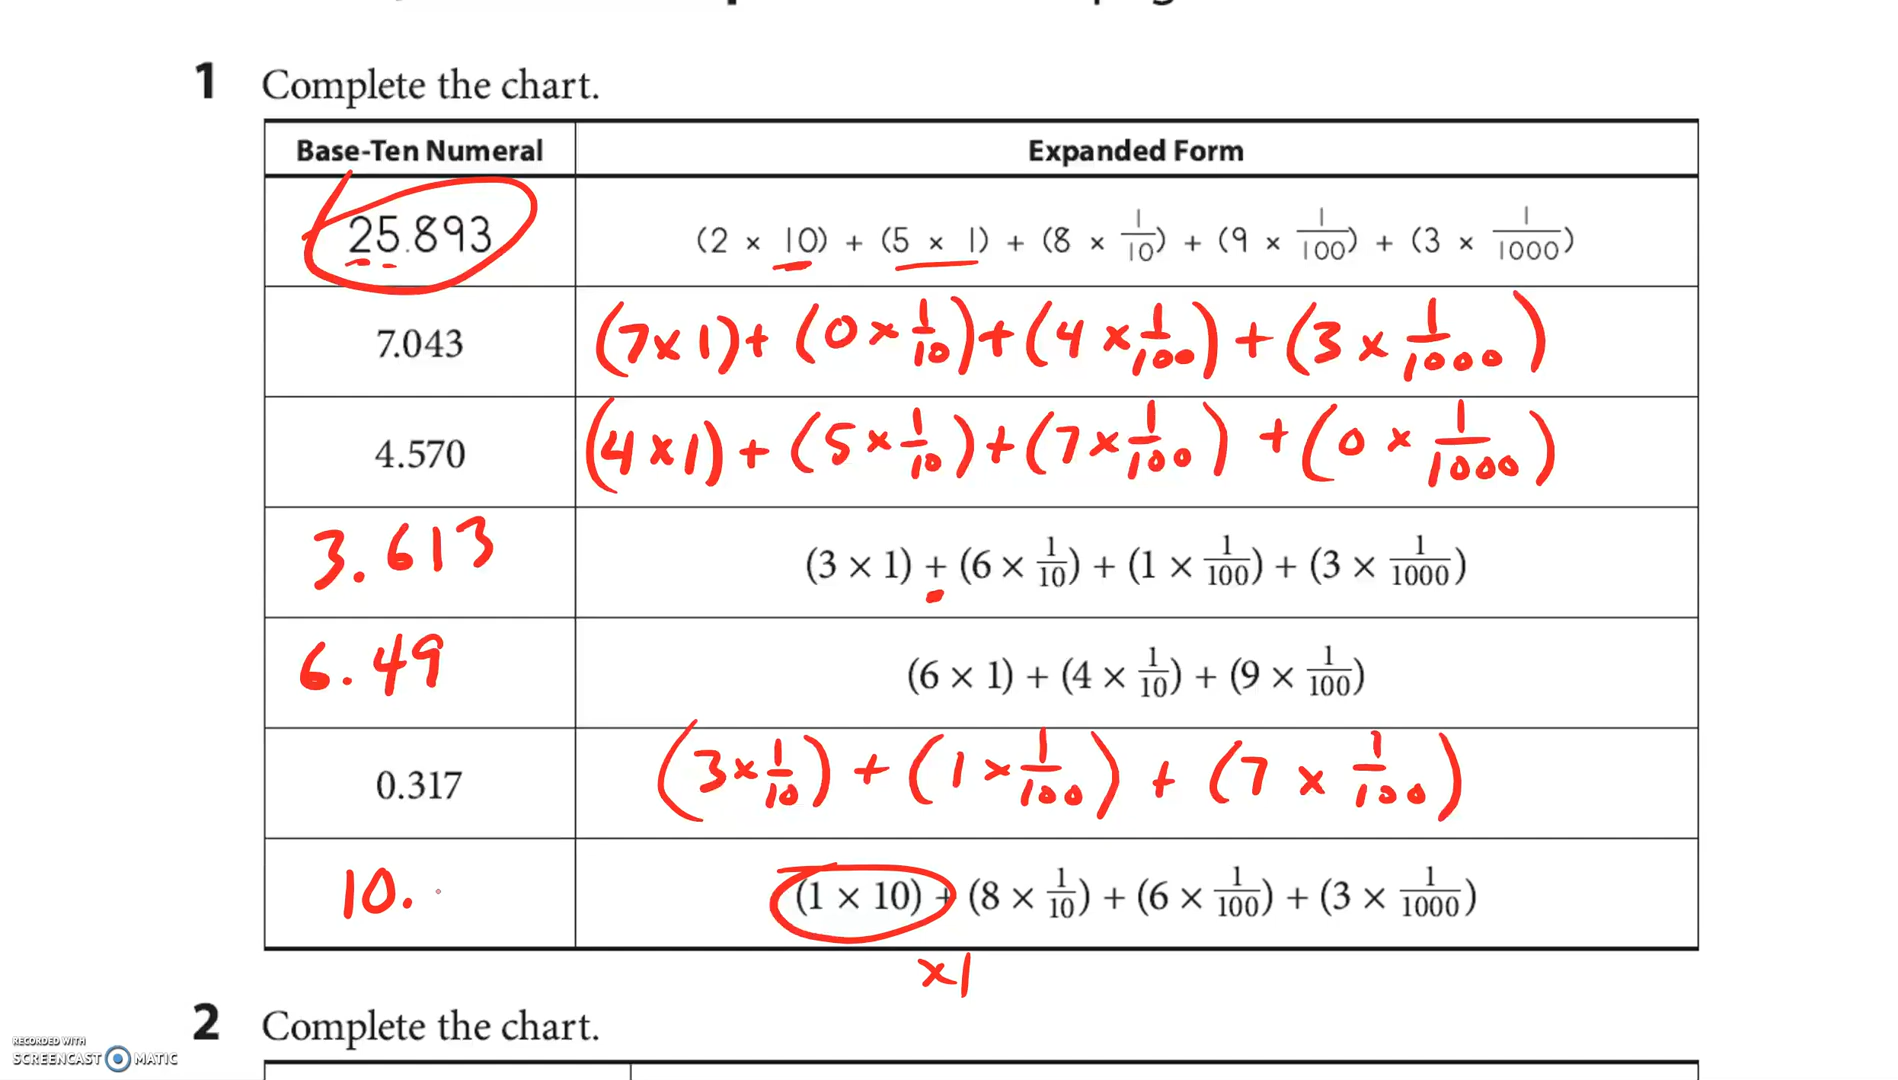 1 Complete the chart.
Base-Ten Numeral Expanded Form
25.893 (2 × 10) + (5 × 1) + (8 × 1/10) + (9 × 1/100) + (3 × 1/1000)
7.043 (7 × 1) + (0 × 1/10) + (4 × 1/100) + (3 × 1/1000)
4.570 (4 × 1) + (5 × 1/10) + (7 × 1/100) + (0 × 1/1000)
3.613 (3 × 1) + (6 × 1/10) + (1 × 1/100) + (3 × 1/1000)
6.49 (6 × 1) + (4 × 1/10) + (9 × 1/100)
0.317 (3 × 1/10) + (1 × 1/100) + (7 × 1/100)
10. (1 × 10) + (8 × 1/10) + (6 × 1/100) + (3 × 1/1000)
×1
2 Complete the chart.
RECORDED WITH
SCREENCAST MATIC